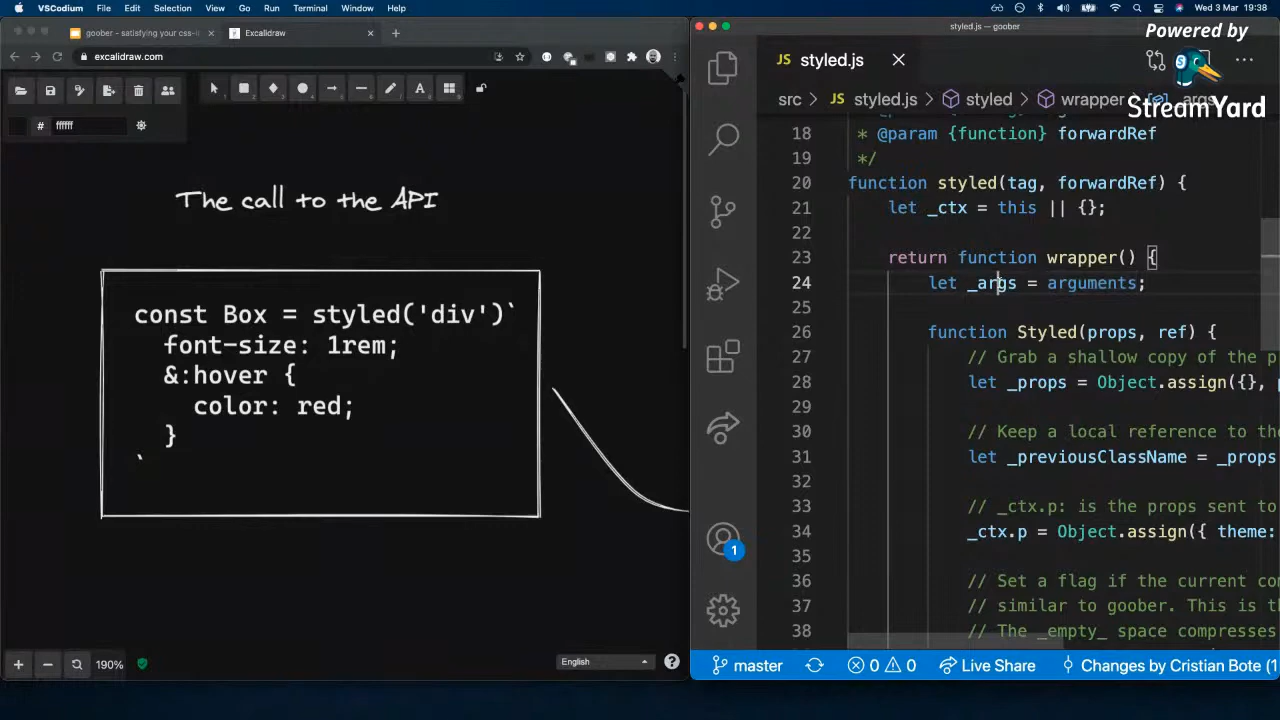 VSCodium File Edit Selection View Go Run Terminal Window Help
Wed 3 Mar 19:38
goober - satisfying your css-i
Excalidraw
excalidraw.com
# ffffff
The call to the API
const Box = styled('div')`
font-size: 1rem;
&:hover {
color: red;
}
`
190%
English
styled.js — goober
Powered by
StreamYard
JS styled.js
src > JS styled.js > styled > wrapper > _args
18 * @param {function} forwardRef
19 */
20 function styled(tag, forwardRef) {
21 let _ctx = this || {};
22
23 return function wrapper() {
24 let _args = arguments;
25
26 function Styled(props, ref) {
27 // Grab a shallow copy of the p
28 let _props = Object.assign({}, p
29
30 // Keep a local reference to the
31 let _previousClassName = _props
32
33 // _ctx.p: is the props sent to
34 _ctx.p = Object.assign({ theme:
35
36 // Set a flag if the current co
37 // similar to goober. This is th
38 // The _empty_ space compresses
1
master 0 0 Live Share Changes by Cristian Bote (1